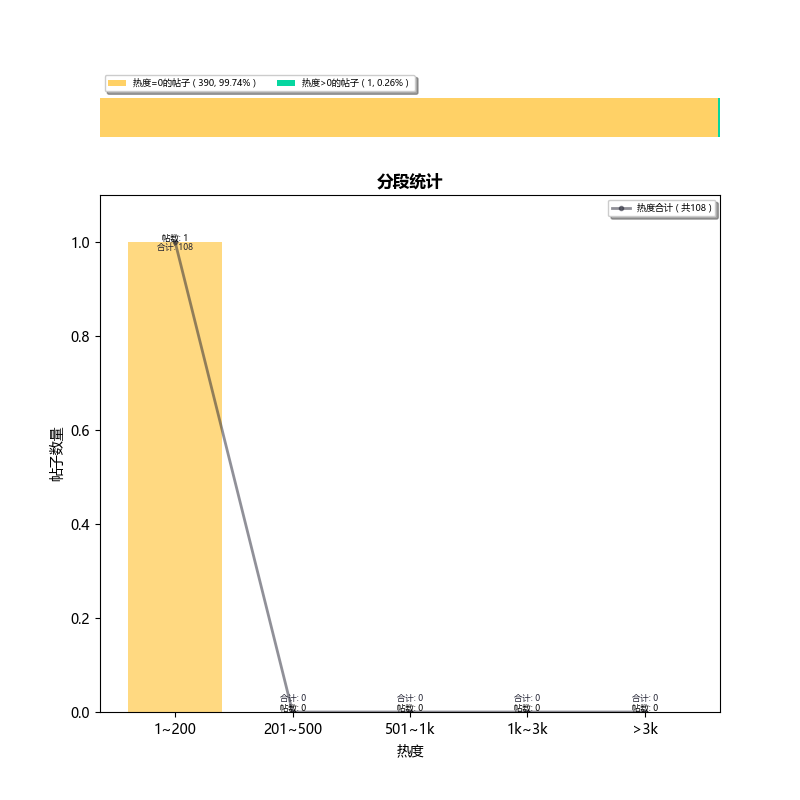 热度=0的帖子 ( 390, 99.74% ) 热度>0的帖子 ( 1, 0.26% )
分段统计
热度合计 ( 共108 )
1.0
0.8
0.6
0.4
0.2
0.0
帖子数量
帖数: 1
合计: 108
合计: 0 合计: 0 合计: 0 合计: 0
帖数: 0 帖数: 0 帖数: 0 帖数: 0
1~200 201~500 501~1k 1k~3k >3k
热度